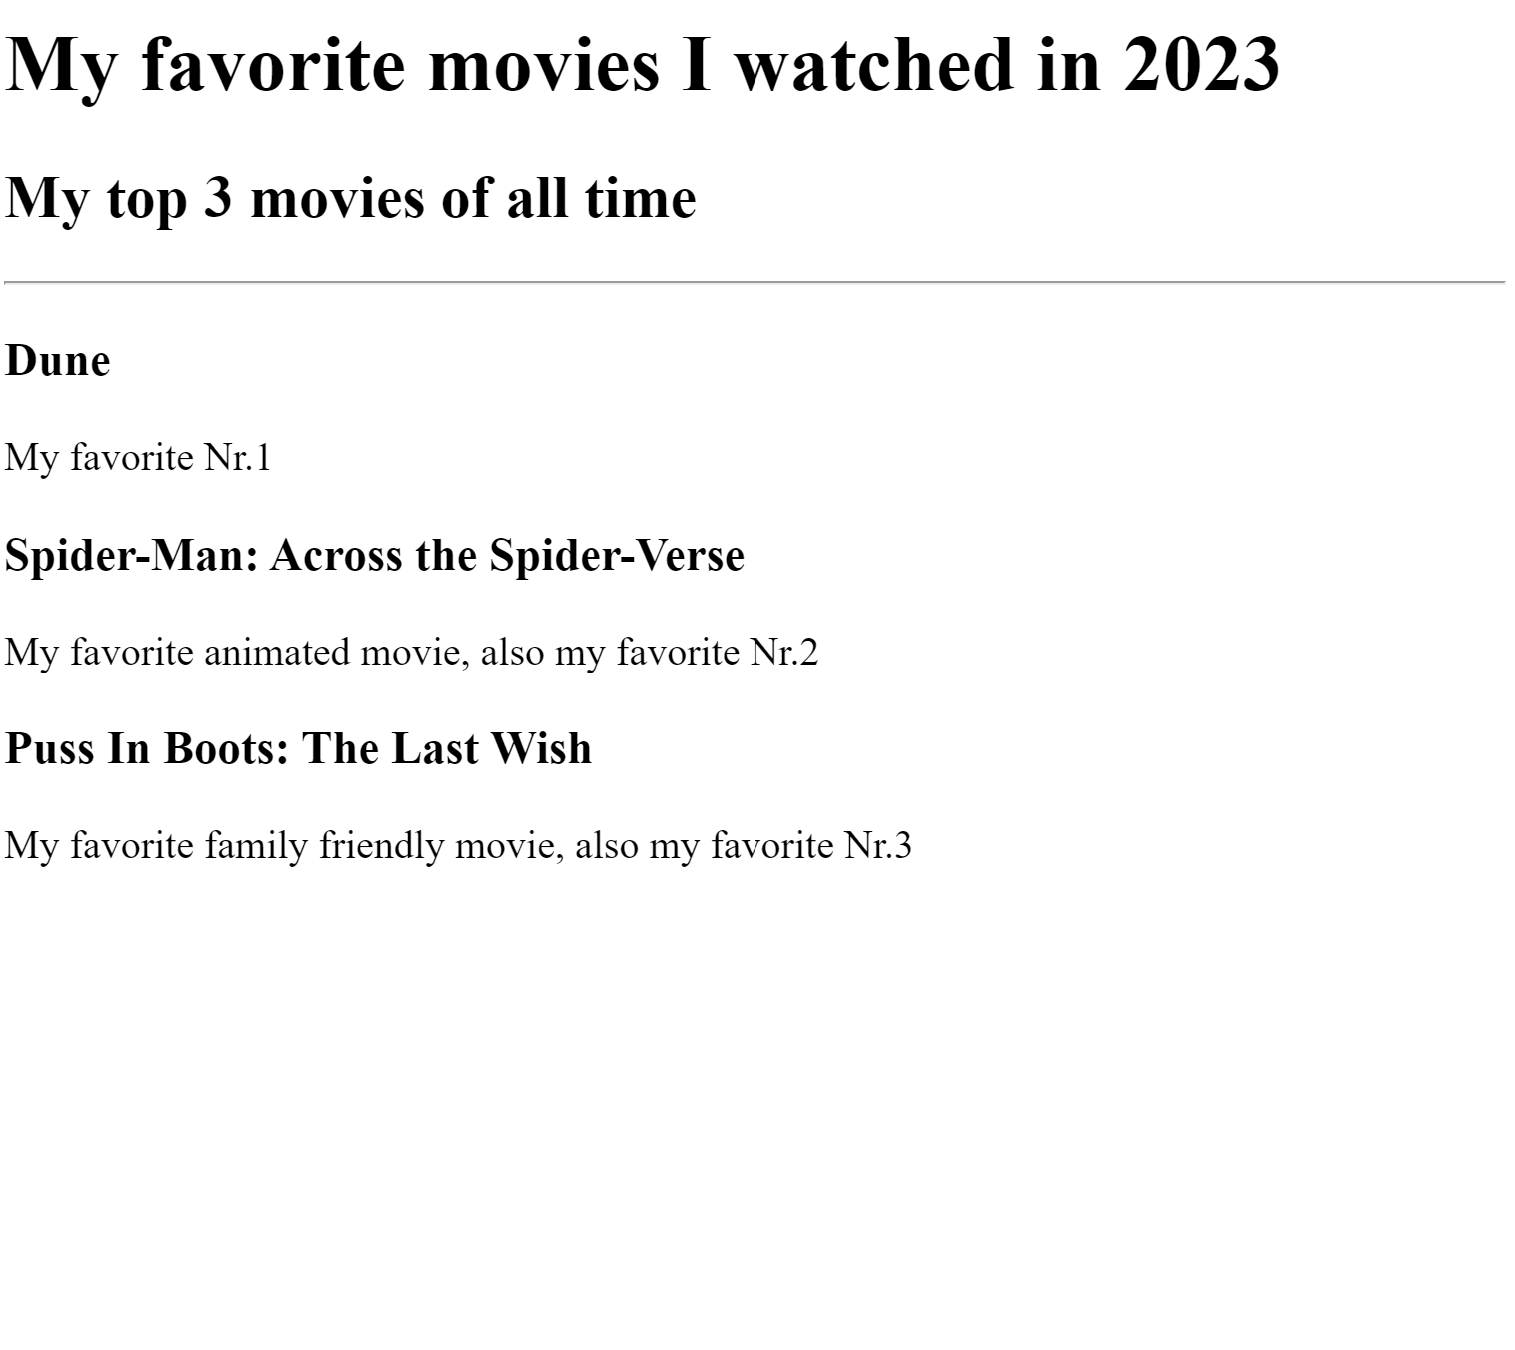 My favorite movies I watched in 2023
My top 3 movies of all time
Dune
My favorite Nr.1
Spider-Man: Across the Spider-Verse
My favorite animated movie, also my favorite Nr.2
Puss In Boots: The Last Wish
My favorite family friendly movie, also my favorite Nr.3